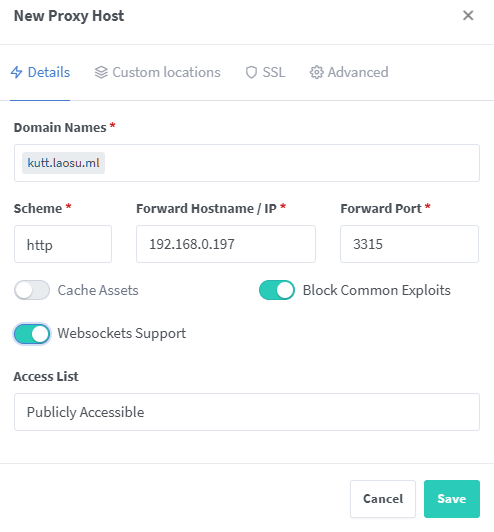 New Proxy Host
Details Custom locations SSL Advanced
Domain Names *
kutt.laosu.ml
Scheme * Forward Hostname / IP * Forward Port *
http 192.168.0.197 3315
Cache Assets Block Common Exploits
Websockets Support
Access List
Publicly Accessible
Cancel Save